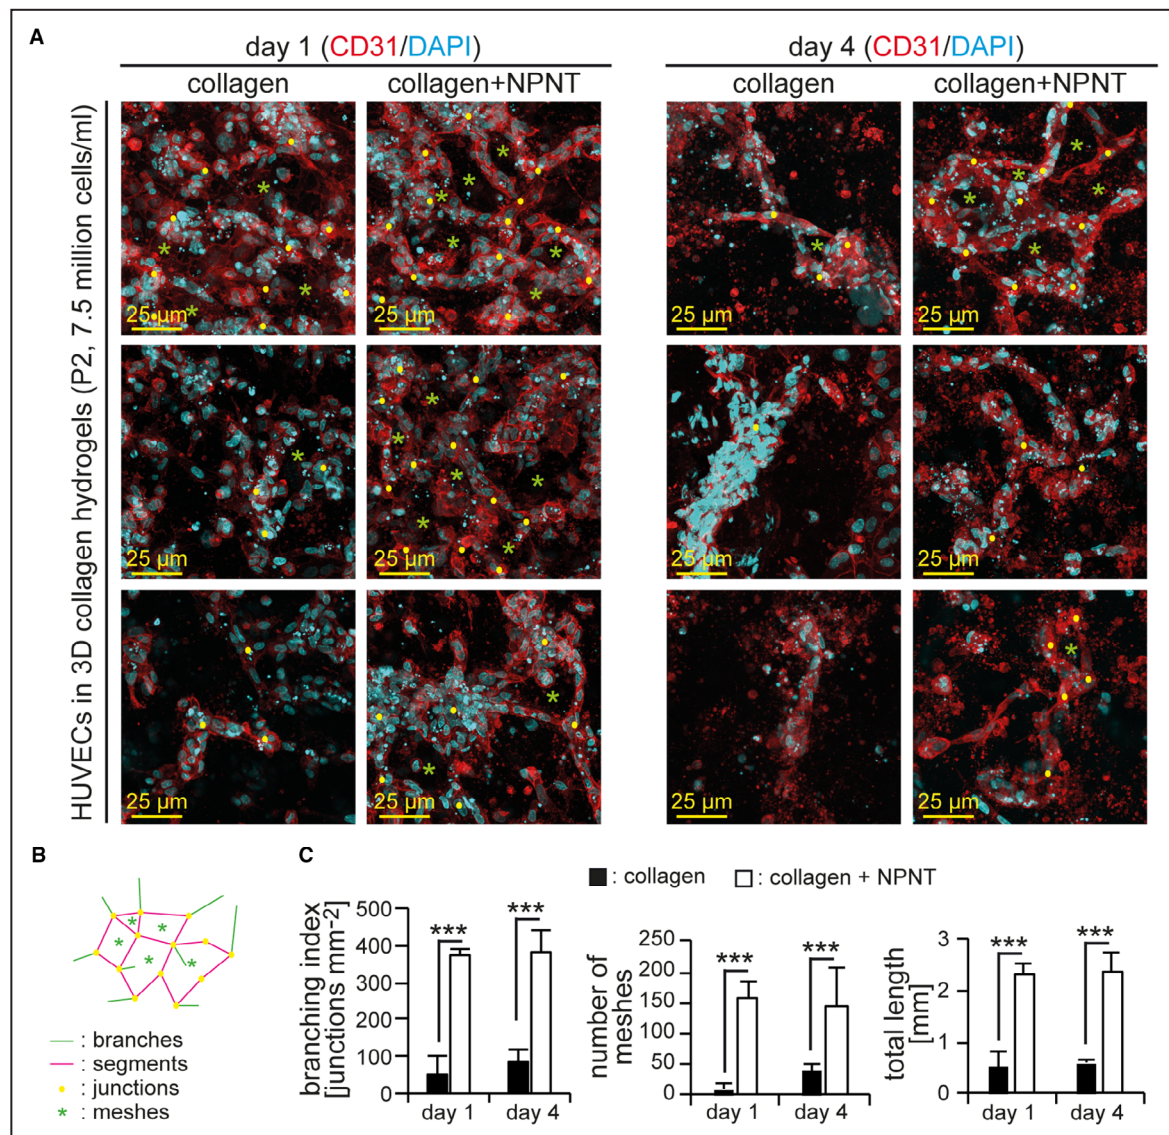 A
day 1 (CD31/DAPI)
day 4 (CD31/DAPI)
collagen
collagen+NPNT
collagen
collagen+NPNT
HUVECs in 3D collagen hydrogels (P2, 7.5 million cells/ml)
25 µm
25 µm
25 µm
25 µm
25 µm
25 µm
25 µm
25 µm
25 µm
25 µm
25 µm
25 µm
B
— : branches
— : segments
• : junctions
* : meshes
C
■ : collagen □ : collagen + NPNT
branching index
[junctions mm-2]
500
400
300
200
100
0
***
***
day 1
day 4
number of
meshes
250
200
150
100
50
0
***
***
day 1
day 4
total length
[mm]
3
2
1
0
***
***
day 1
day 4